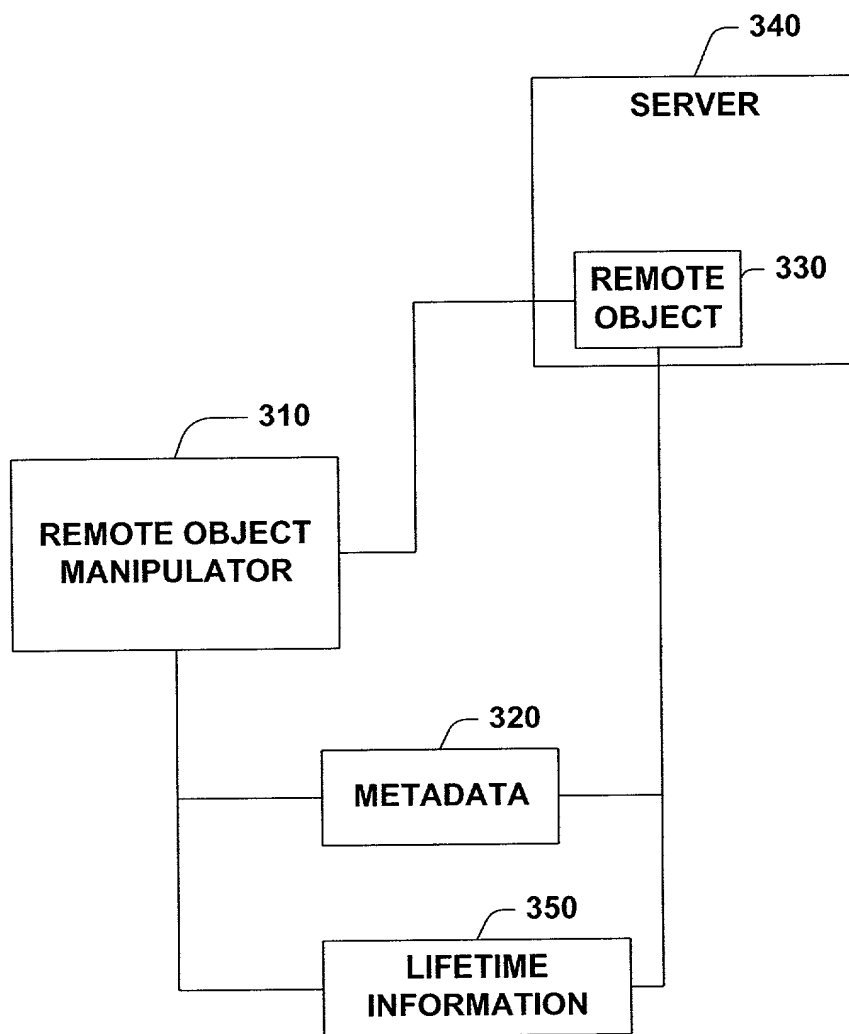 340
SERVER
REMOTE
OBJECT
330
310
REMOTE OBJECT
MANIPULATOR
320
METADATA
350
LIFETIME
INFORMATION